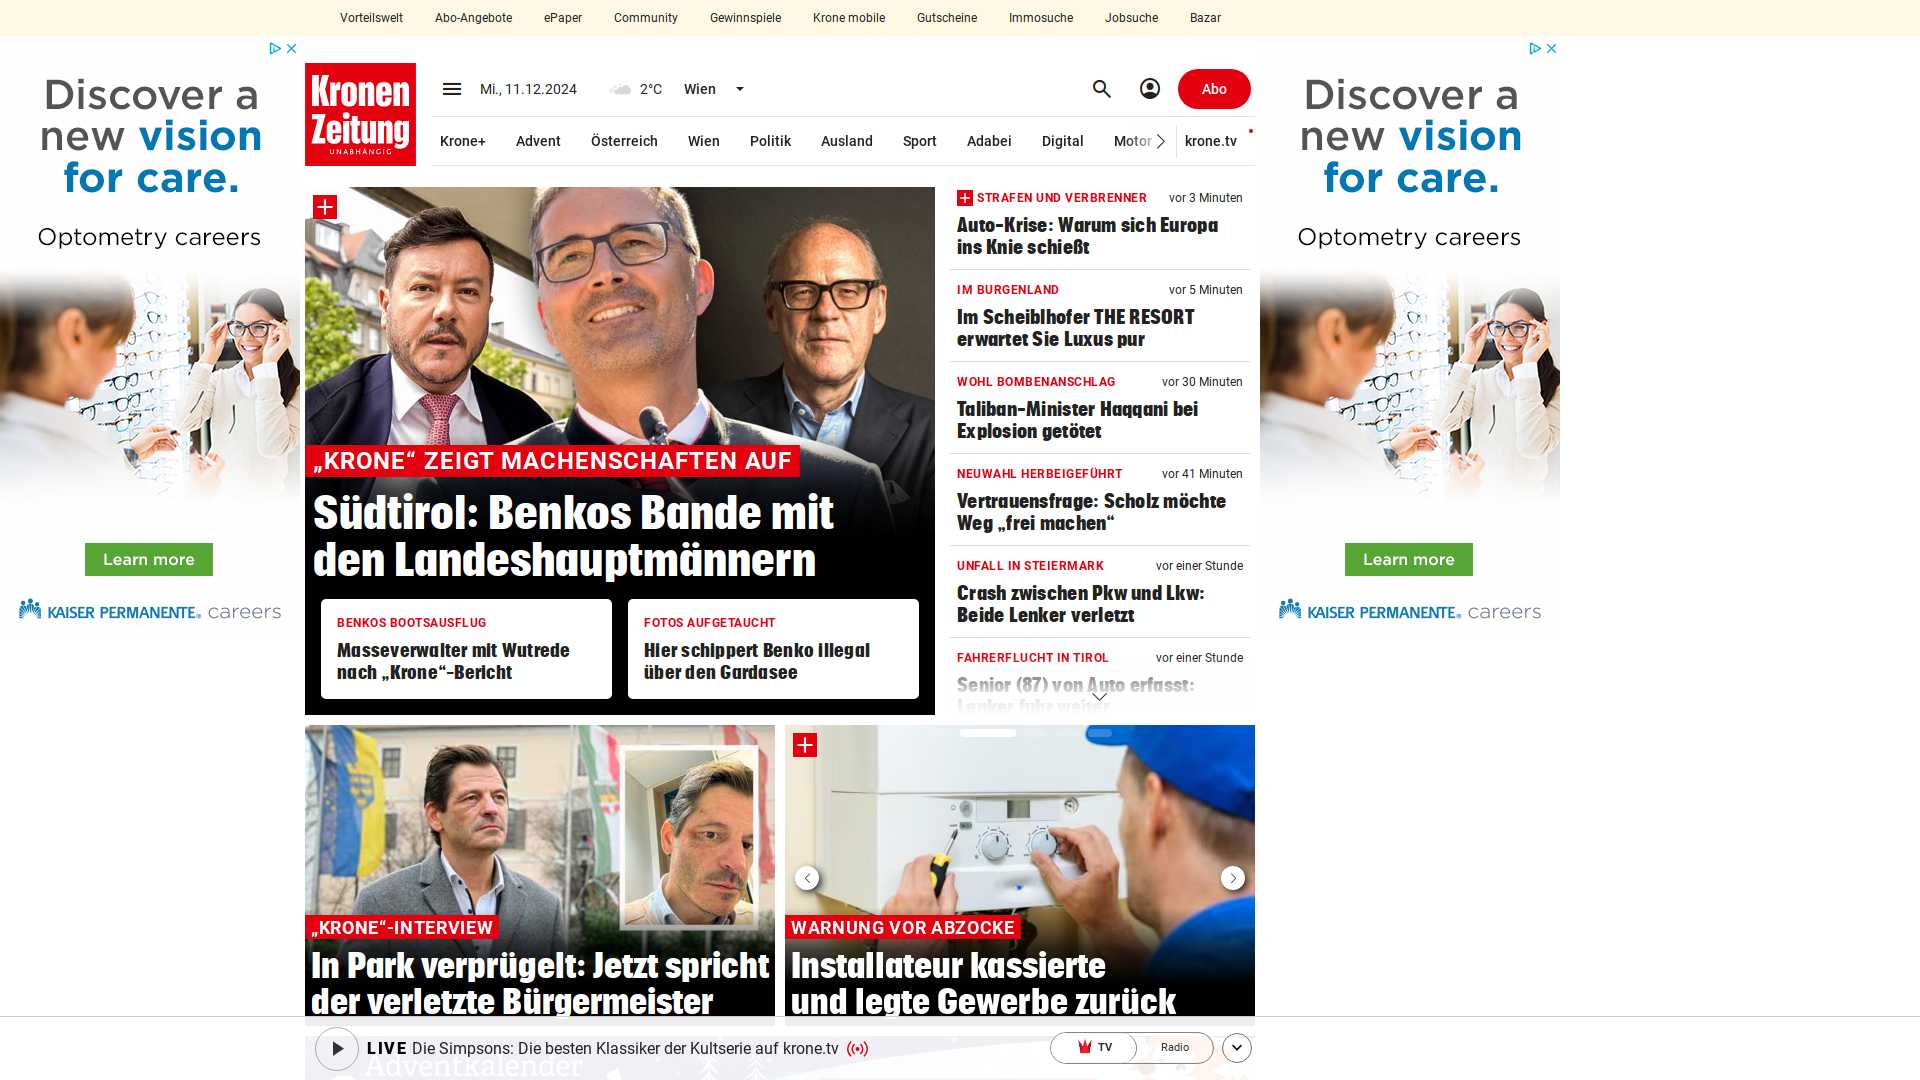 Vorteilswelt Abo-Angebote ePaper Community Gewinnspiele Krone mobile Gutscheine Immosuche Jobsuche Bazar
Discover a
new vision
for care.
Optometry careers
Learn more
KAISER PERMANENTE® careers
Kronen
Zeitung
UNABHÄNGIG
Mi., 11.12.2024 2°C Wien
Abo
Krone+ Advent Österreich Wien Politik Ausland Sport Adabei Digital Motor krone.tv
„KRONE“ ZEIGT MACHENSCHAFTEN AUF
Südtirol: Benkos Bande mit
den Landeshauptmännern
BENKOS BOOTSAUSFLUG
Masseverwalter mit Wutrede
nach „Krone“-Bericht
FOTOS AUFGETAUCHT
Hier schippert Benko illegal
über den Gardasee
STRAFEN UND VERBRENNER vor 3 Minuten
Auto-Krise: Warum sich Europa
ins Knie schießt
IM BURGENLAND vor 5 Minuten
Im Scheiblhofer THE RESORT
erwartet Sie Luxus pur
WOHL BOMBENANSCHLAG vor 30 Minuten
Taliban-Minister Haqqani bei
Explosion getötet
NEUWAHL HERBEIGEFÜHRT vor 41 Minuten
Vertrauensfrage: Scholz möchte
Weg „frei machen“
UNFALL IN STEIERMARK vor einer Stunde
Crash zwischen Pkw und Lkw:
Beide Lenker verletzt
FAHRERFLUCHT IN TIROL vor einer Stunde
Senior (87) von Auto erfasst:
Lenker fuhr weiter
Discover a
new vision
for care.
Optometry careers
Learn more
KAISER PERMANENTE® careers
„KRONE“-INTERVIEW
In Park verprügelt: Jetzt spricht
der verletzte Bürgermeister
WARNUNG VOR ABZOCKE
Installateur kassierte
und legte Gewerbe zurück
LIVE Die Simpsons: Die besten Klassiker der Kultserie auf krone.tv
TV Radio
Adventkalender